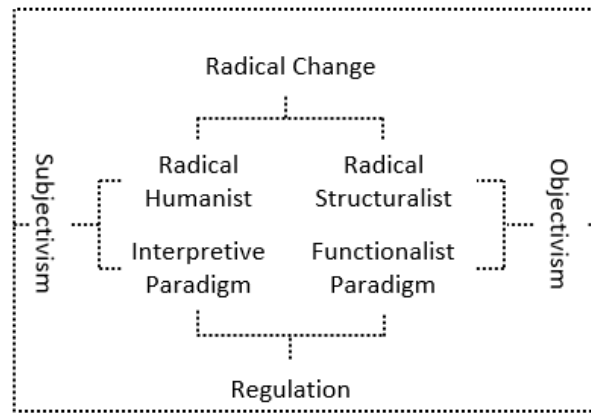 Radical Change
Subjectivism
Radical
Humanist
Radical
Structuralist
Objectivism
Interpretive
Paradigm
Functionalist
Paradigm
Regulation